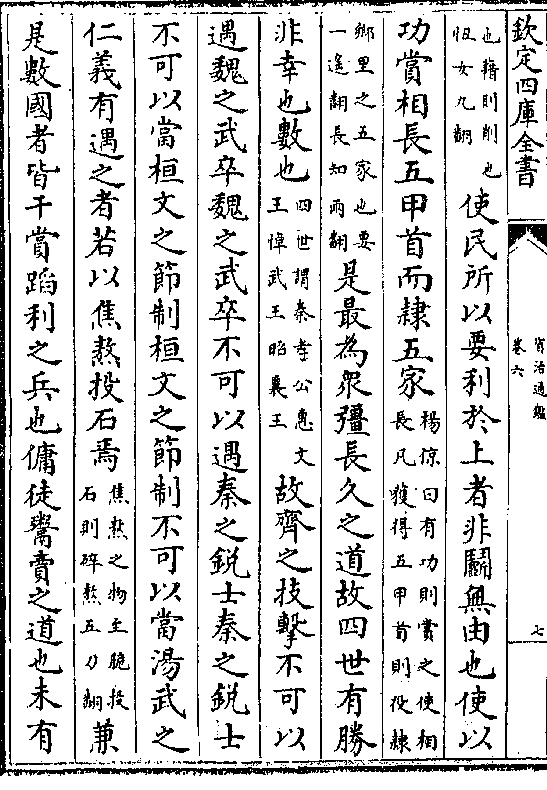 欽定四庫全書
資治通鑑
卷六
七
也藉則削也
忸女九翻
使民所以要利於上者非鬭無由也使以
功賞相長五甲首而隸五家
楊倞曰有功則賞之使相
長凡獲得五甲首則役隸
鄉里之五家也要
一遙翻長知兩翻
是最為衆彊長久之道故四世有勝
非幸也數也
四世謂秦孝公惠文
王悼武王昭襄王
故齊之技擊不可以
遇魏之武卒魏之武卒不可以遇秦之銳士秦之銳士
不可以當桓文之節制桓文之節制不可以當湯武之
仁義有遇之者若以焦熬投石焉
焦熬之物至脆投
石則碎熬五刀翻
兼
是數國者皆干賞蹈利之兵也傭徒鬻賣之道也未有